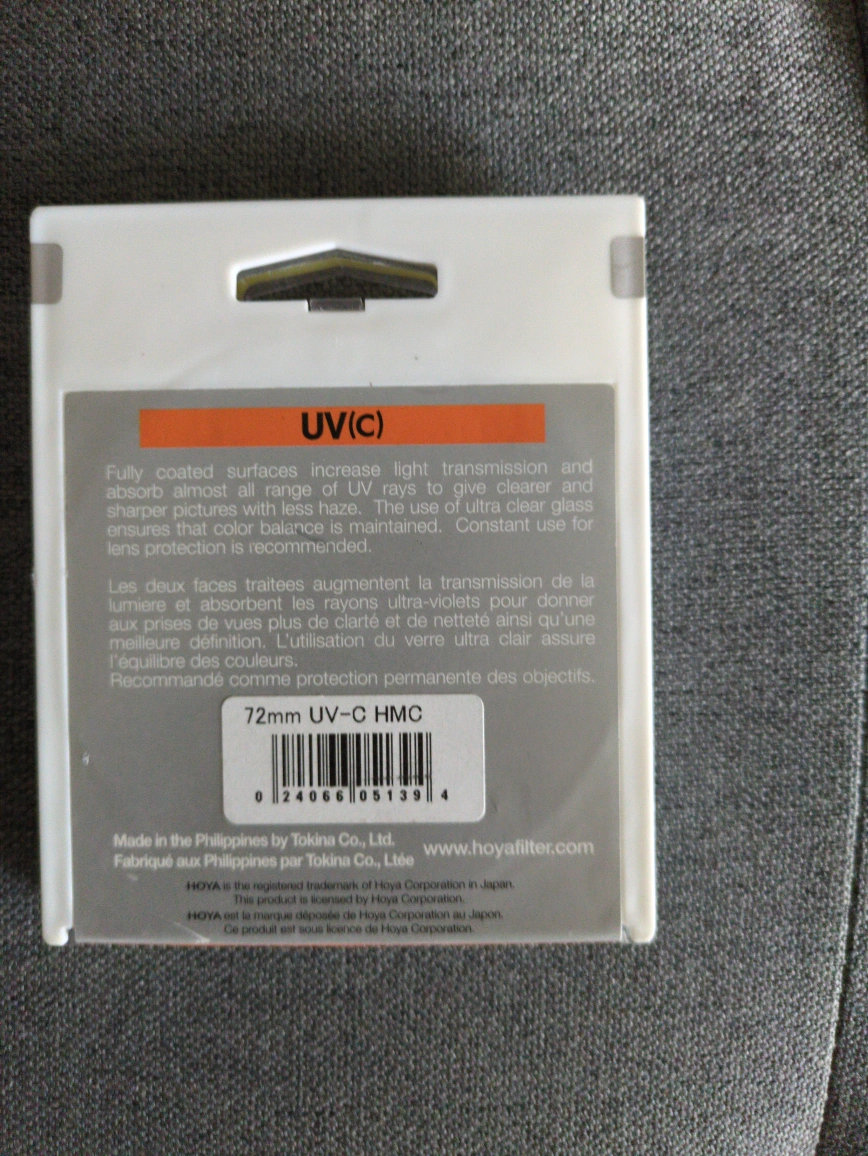 UV(C)
Fully coated surfaces increase light transmission and
absorb almost all range of UV rays to give clearer and
sharper pictures with less haze. The use of ultra clear glass
ensures that color balance is maintained. Constant use for
lens protection is recommended.
Les deux faces traitees augmentent la transmission de la
lumiere et absorbent les rayons ultra-violets pour donner
aux prises de vues plus de clarté et de netteté ainsi qu'une
meilleure définition. L'utilisation du verre ultra clair assure
l'équilibre des couleurs.
Recommandé comme protection permanente des objectifs.
72mm UV-C HMC
0 24066 05139 4
Made in the Philippines by Tokina Co., Ltd.
Fabriqué aux Philippines par Tokina Co., Ltée
www.hoyafilter.com
HOYA is the registered trademark of Hoya Corporation in Japan.
This product is licensed by Hoya Corporation.
HOYA est la marque déposée de Hoya Corporation au Japon.
Ce produit est sous licence de Hoya Corporation.